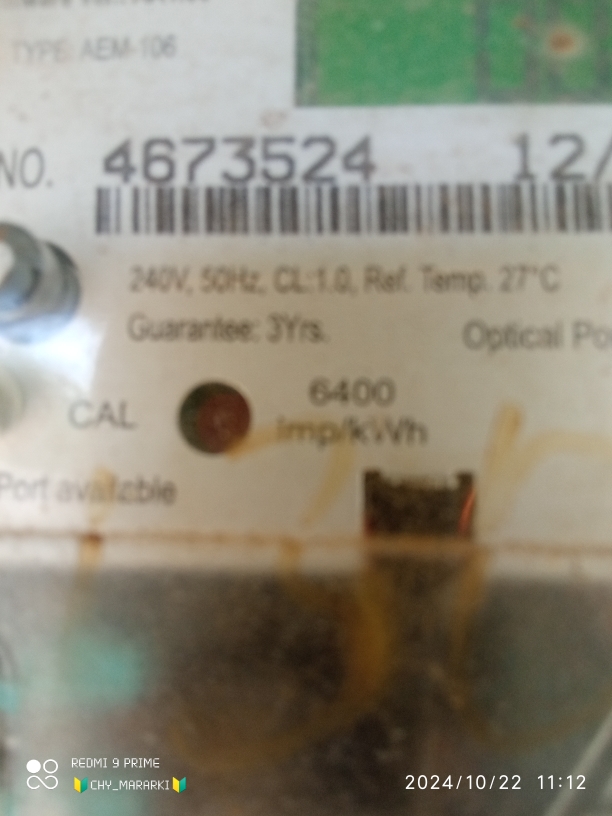 TYPE AEM-106
NO. 4673524 12/
240V, 50Hz, CL:1.0, Ref. Temp. 27°C
Guarantee: 3Yrs. Optical Po
CAL 6400
imp/kWh
Port available
REDMI 9 PRIME
🔰CHY_MARARKI🔰 2024/10/22 11:12